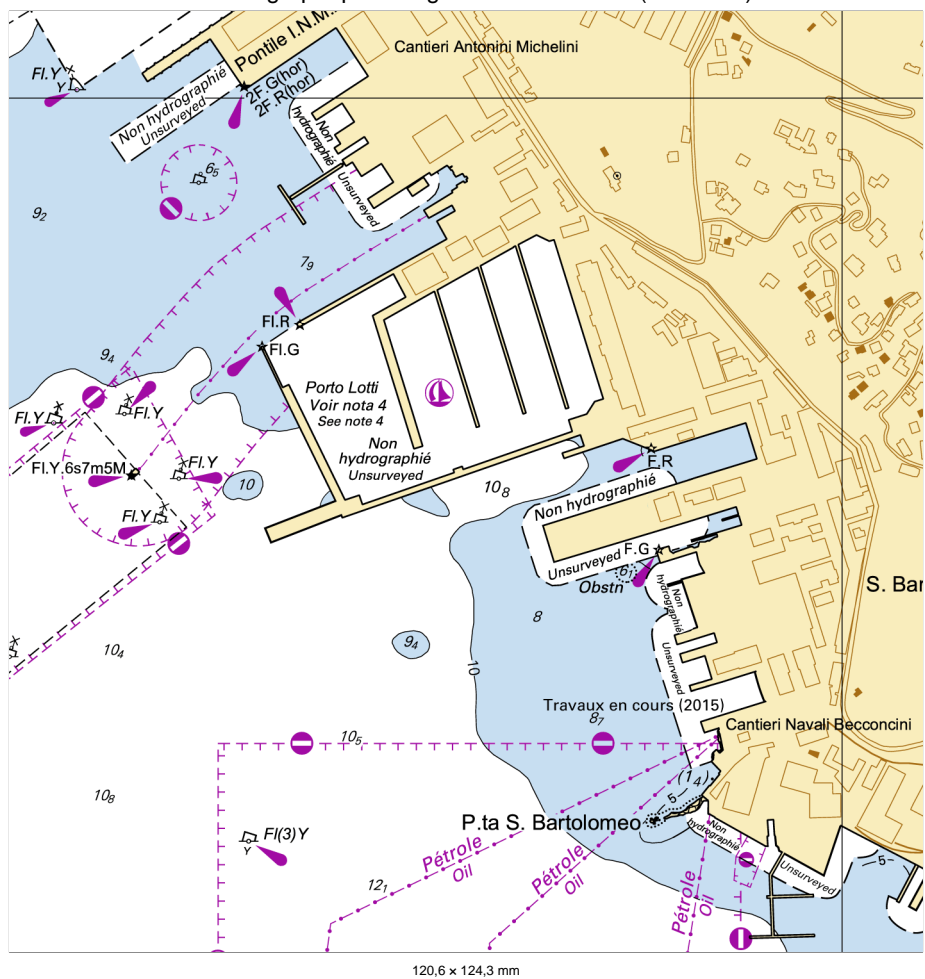 Pontile I.N.M.
Cantieri Antonini Michelini
Fl.Y
Y
2F.G(hor)
2F.R(hor)
Non hydrographié
Unsurveyed
Non
hydrographié
Unsurveyed
6₅
9₂
7₉
Fl.R
Fl.G
9₄
Porto Lotti
Voir nota 4
See note 4
Non
hydrographié
Unsurveyed
Fl.Y
Fl.Y
Fl.Y.6s7m5M
Fl.Y
Fl.Y
10
10₈
F.R
Non hydrographié
Unsurveyed
F.G
6₁
Obstn
Non
hydrographié
Unsurveyed
S. Bar
8
9₄
10
10₄
Travaux en cours (2015)
8₇
Cantieri Navali Becconcini
10₅
10₈
(1₄)
5
P.ta S. Bartolomeo
Fl(3)Y
Y
Pétrole
Oil
Pétrole
Oil
Pétrole
Oil
Non
hydrographié
Unsurveyed
5
12₁
120,6 × 124,3 mm